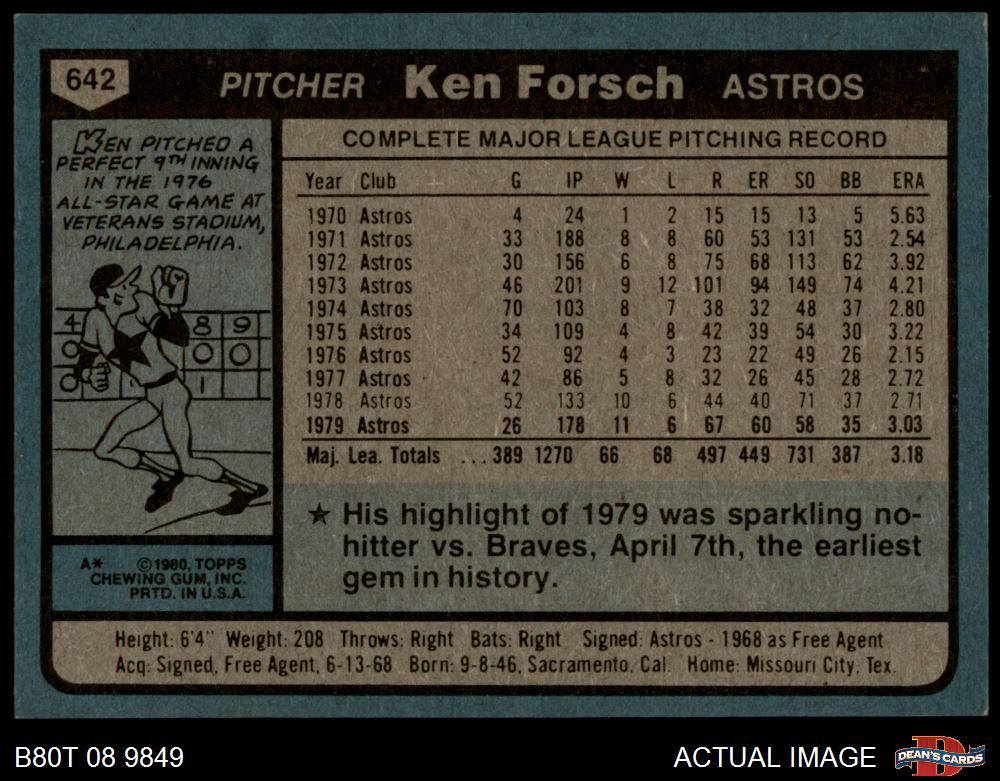 642
PITCHER Ken Forsch ASTROS
KEN PITCHED A
PERFECT 9TH INNING
IN THE 1976
ALL-STAR GAME AT
VETERANS STADIUM,
PHILADELPHIA.
4 8 9
0 0 0
0 1
A* ©1980, TOPPS
CHEWING GUM, INC.
PRTD. IN U.S.A.
COMPLETE MAJOR LEAGUE PITCHING RECORD
Year Club G IP W L R ER SO BB ERA
1970 Astros 4 24 1 2 15 15 13 5 5.63
1971 Astros 33 188 8 8 60 53 131 53 2.54
1972 Astros 30 156 6 8 75 68 113 62 3.92
1973 Astros 46 201 9 12 101 94 149 74 4.21
1974 Astros 70 103 8 7 38 32 48 37 2.80
1975 Astros 34 109 4 8 42 39 54 30 3.22
1976 Astros 52 92 4 3 23 22 49 26 2.15
1977 Astros 42 86 5 8 32 26 45 28 2.72
1978 Astros 52 133 10 6 44 40 71 37 2.71
1979 Astros 26 178 11 6 67 60 58 35 3.03
Maj. Lea. Totals ...389 1270 66 68 497 449 731 387 3.18
★ His highlight of 1979 was sparkling no-
hitter vs. Braves, April 7th, the earliest
gem in history.
Height: 6'4" Weight: 208 Throws: Right Bats: Right Signed: Astros - 1968 as Free Agent
Acq: Signed, Free Agent, 6-13-68 Born: 9-8-46, Sacramento, Cal. Home: Missouri City, Tex.
B80T 08 9849
ACTUAL IMAGE
D
DEAN'S CARDS